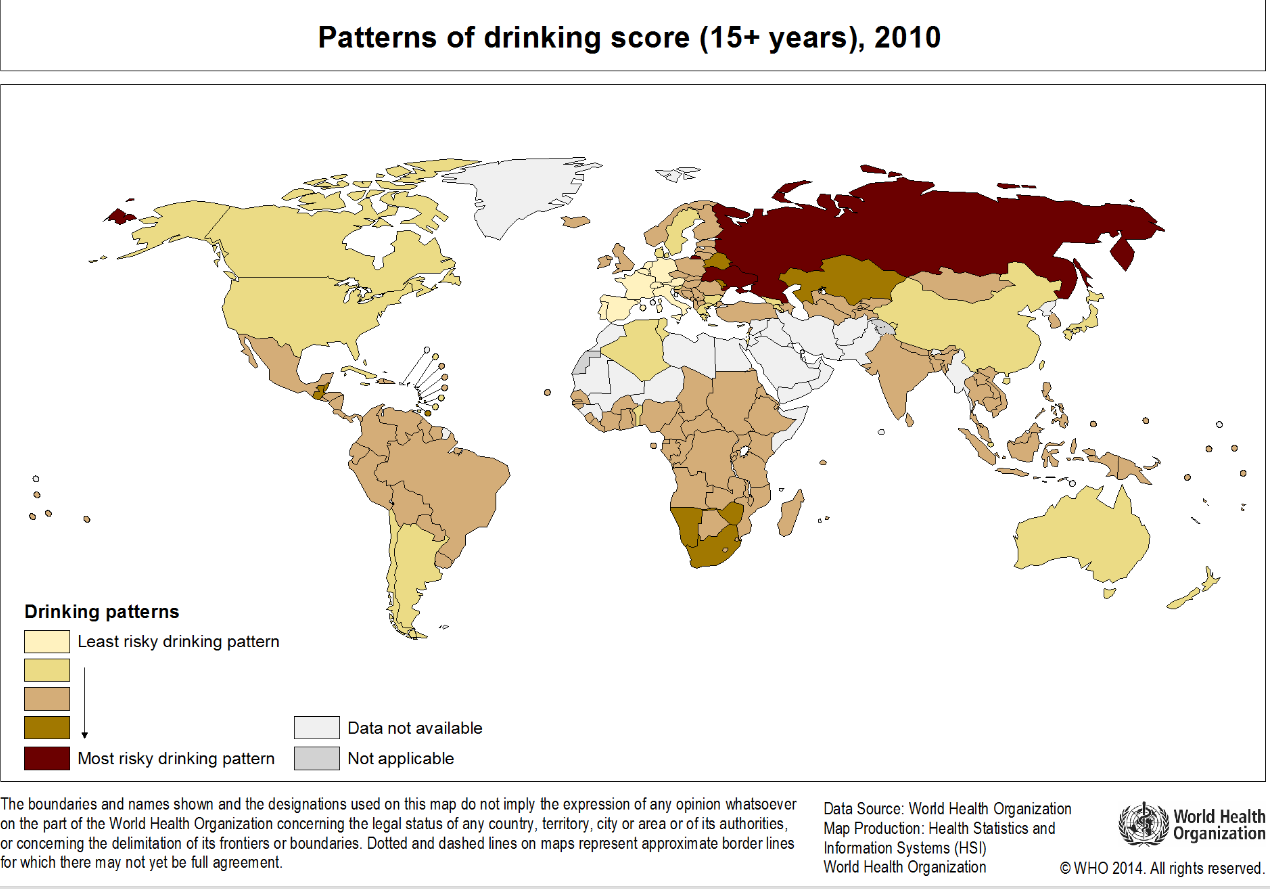 Patterns of drinking score (15+ years), 2010
Drinking patterns
Least risky drinking pattern
Most risky drinking pattern
Data not available
Not applicable
The boundaries and names shown and the designations used on this map do not imply the expression of any opinion whatsoever
on the part of the World Health Organization concerning the legal status of any country, territory, city or area or of its authorities,
or concerning the delimitation of its frontiers or boundaries. Dotted and dashed lines on maps represent approximate border lines
for which there may not yet be full agreement.
Data Source: World Health Organization
Map Production: Health Statistics and
Information Systems (HSI)
World Health Organization
World Health
Organization
© WHO 2014. All rights reserved.